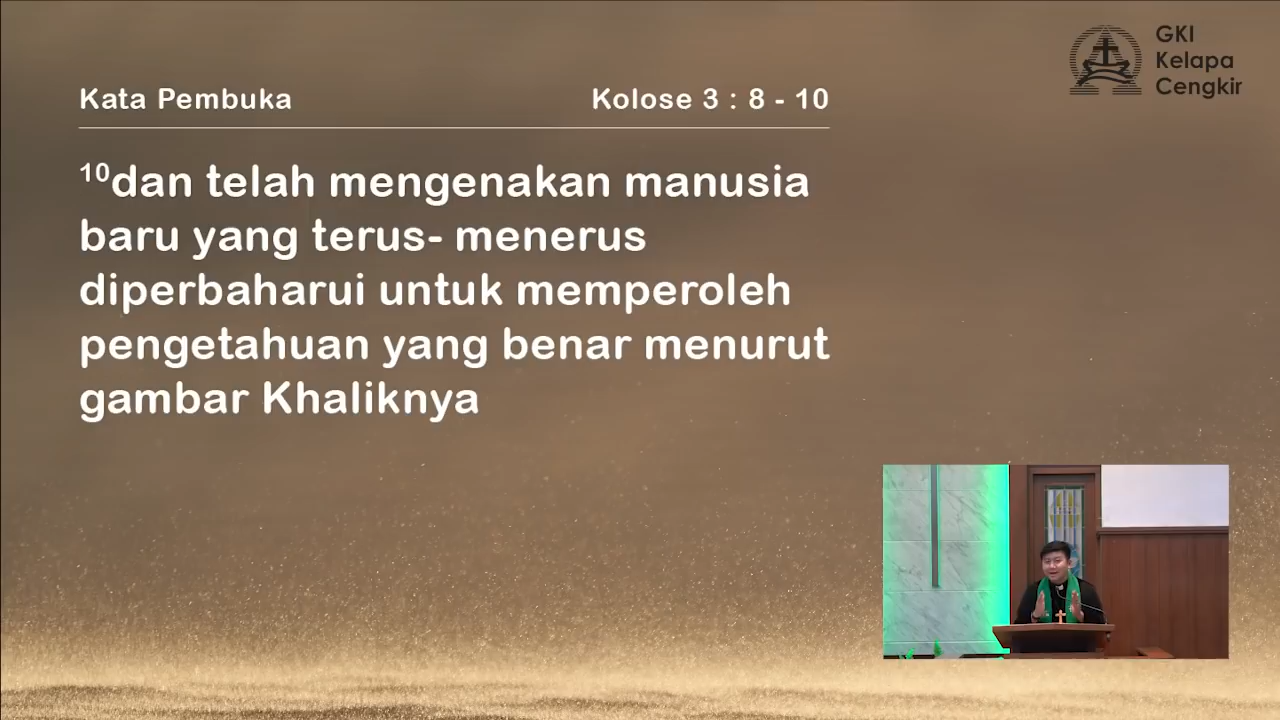 Kata Pembuka
Kolose 3 : 8 - 10
GKI
Kelapa
Cengkir
¹⁰dan telah mengenakan manusia
baru yang terus- menerus
diperbaharui untuk memperoleh
pengetahuan yang benar menurut
gambar Khaliknya